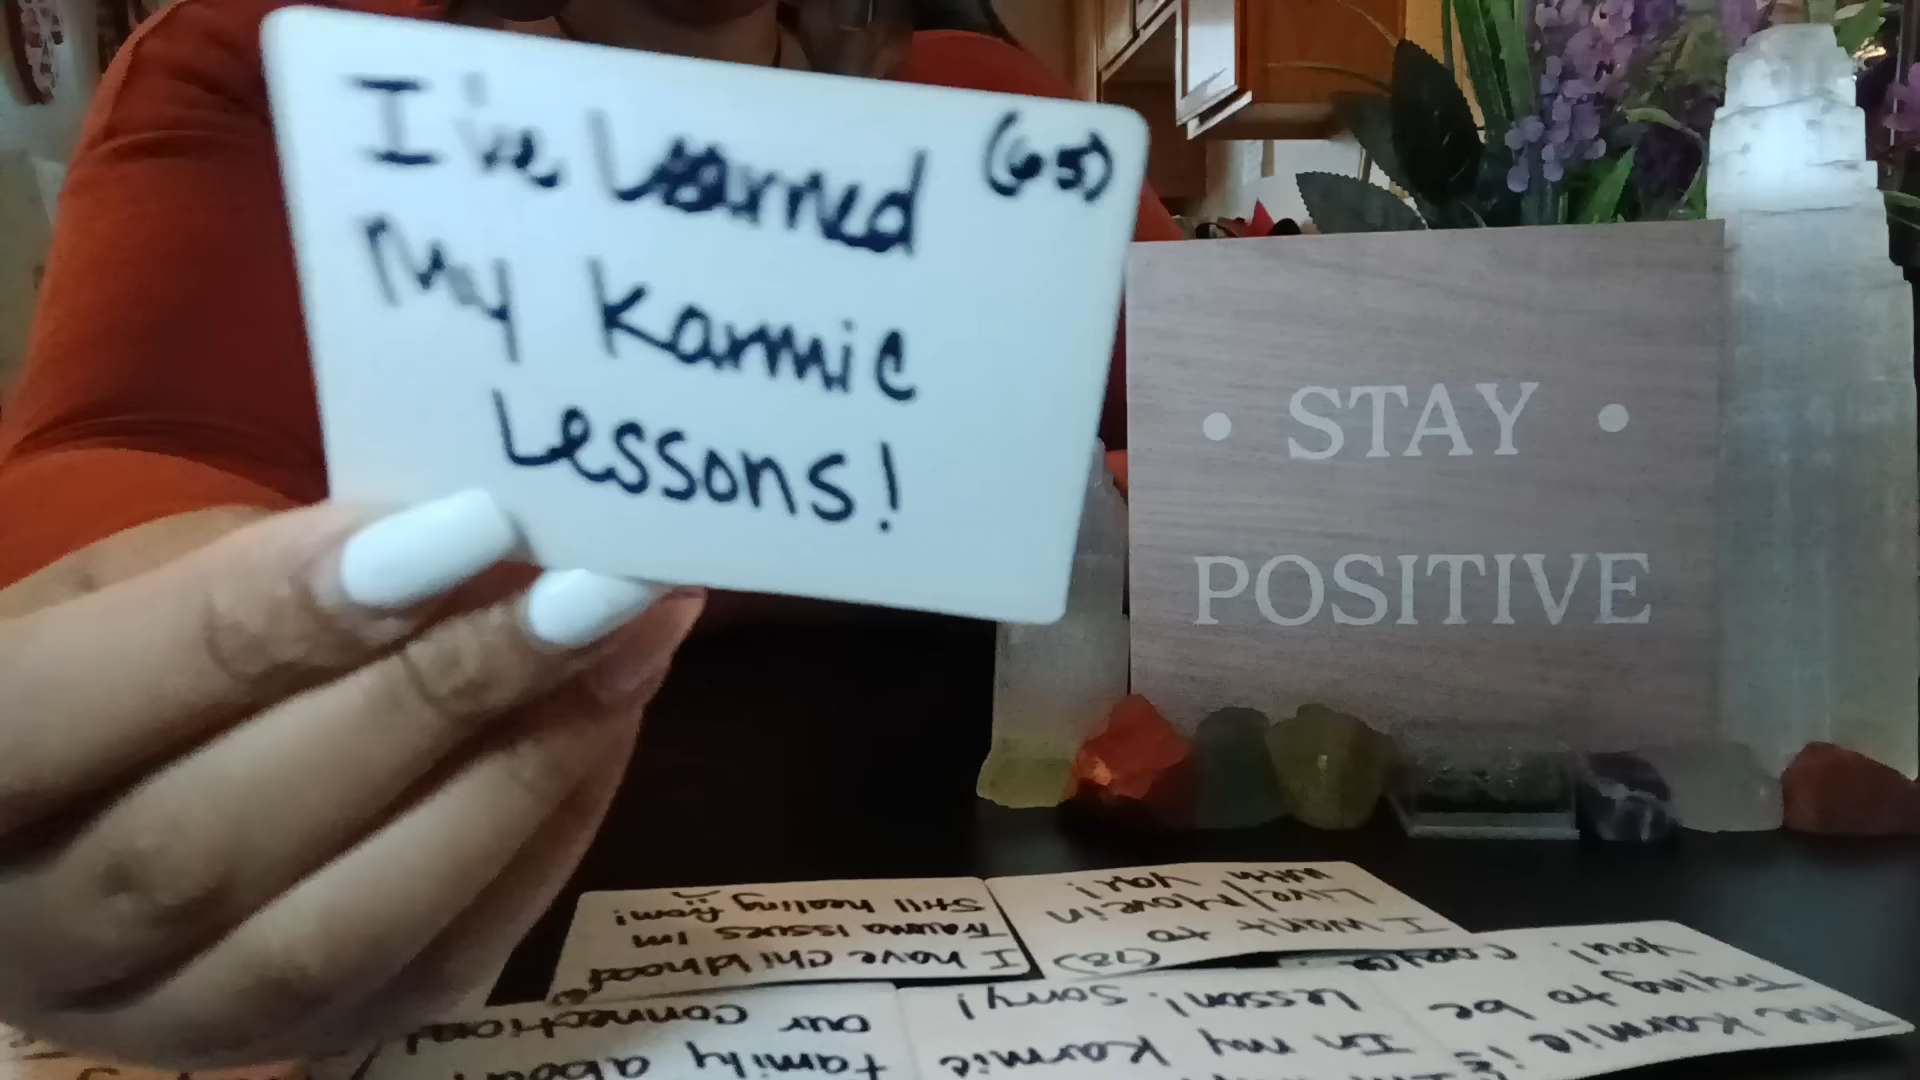 I've Learned (65)
My Karmic
Lessons!
• STAY •
POSITIVE
I have childhood
Trauma Issues Im
Still healing from!
(78)
I want to
Live/Move in
with you!
The Karmic is
Trying to be
You!
In my Karmic
Lesson! Sorry!
family about
our connection!